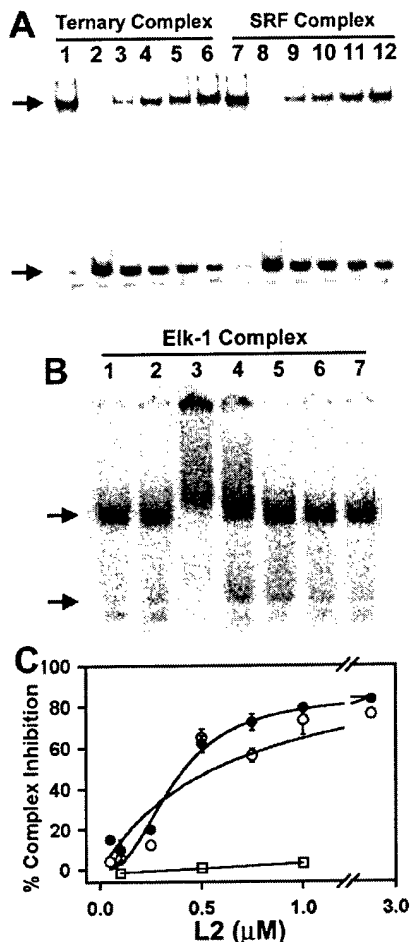 A
Ternary Complex
SRF Complex
1 2 3 4 5 6 7 8 9 10 11 12
Elk-1 Complex
B
1 2 3 4 5 6 7
C
% Complex Inhibition
100
80
60
40
20
0
0.0 0.5 1.0 3.0
L2 (μM)